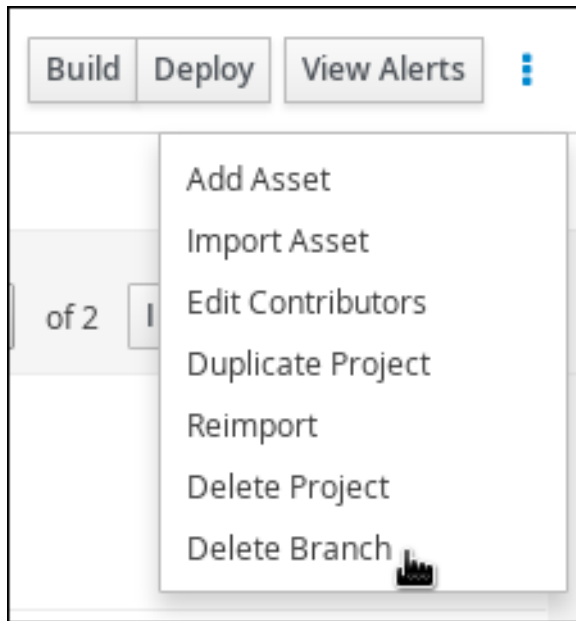 Build Deploy View Alerts
Add Asset
Import Asset
Edit Contributors
of 2
Duplicate Project
Reimport
Delete Project
Delete Branch